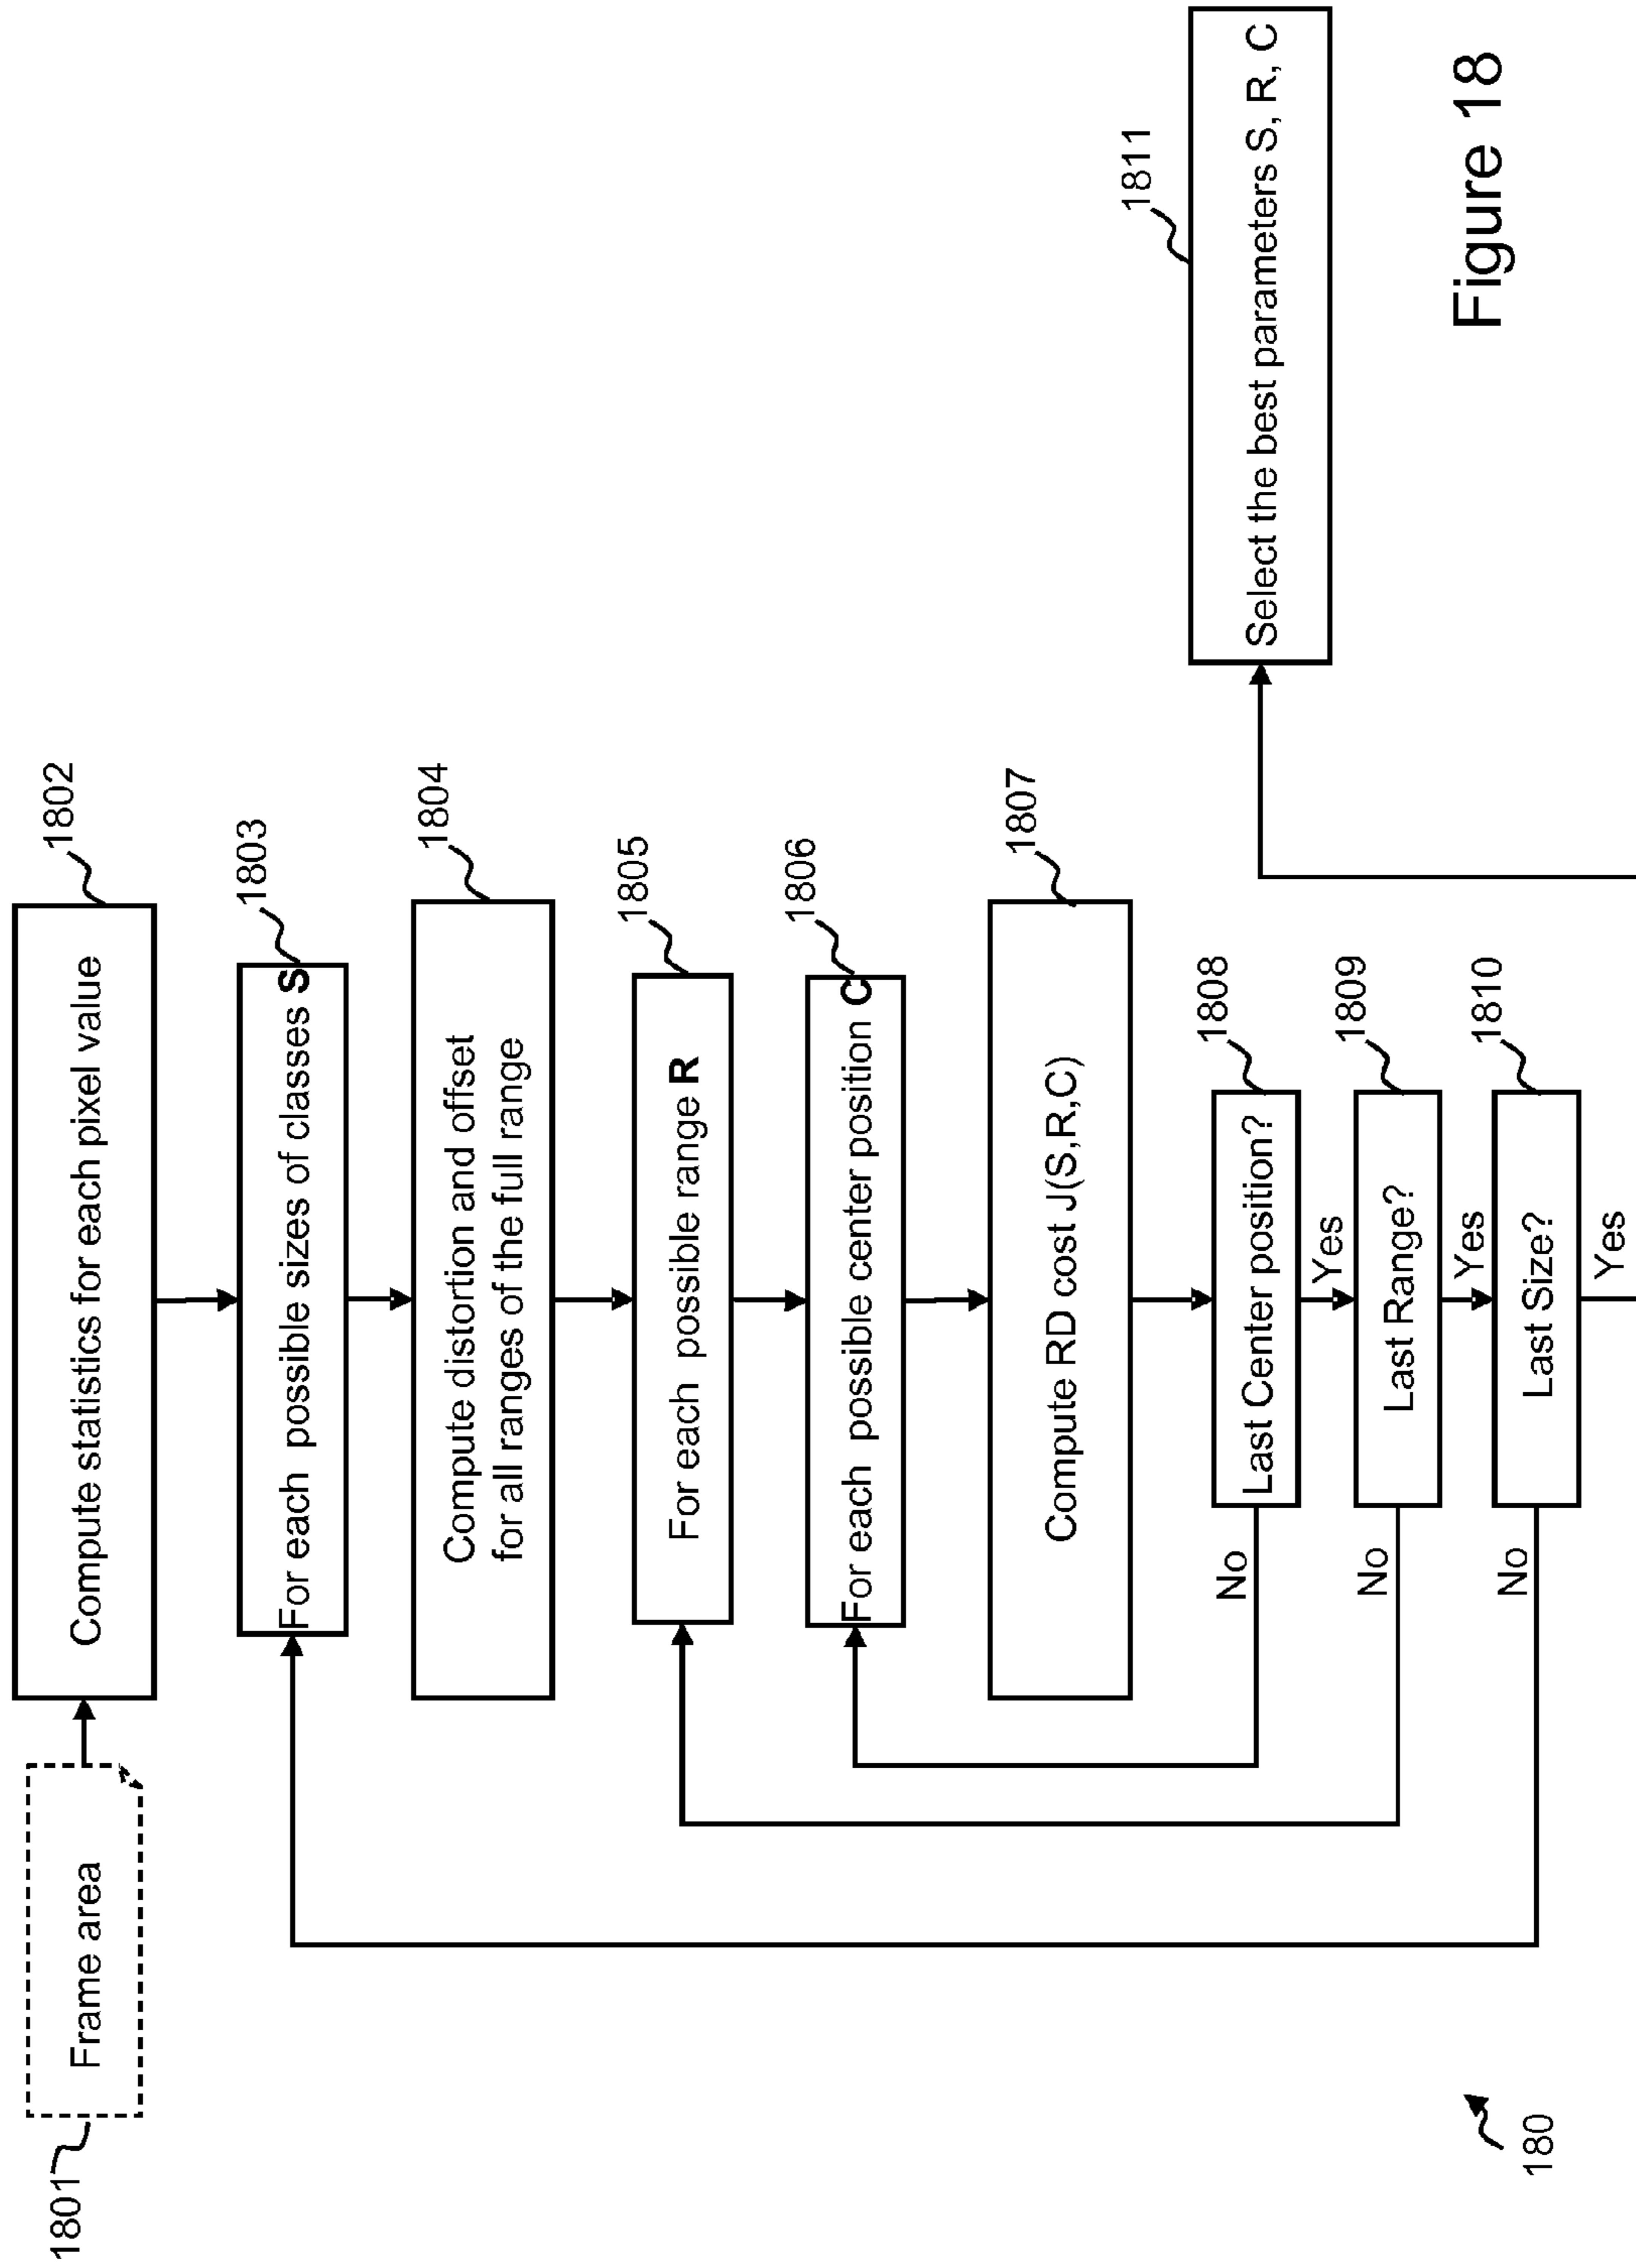 1801
Frame area
1802
Compute statistics for each pixel value
1803
For each possible sizes of classes S
1804
Compute distortion and offset
for all ranges of the full range
1805
For each possible range R
1806
For each possible center position C
1807
Compute RD cost J(S,R,C)
1808
Last Center position?
No
Yes
1809
Last Range?
No
Yes
1810
Last Size?
No
Yes
1811
Select the best parameters S, R, C
180
Figure 18